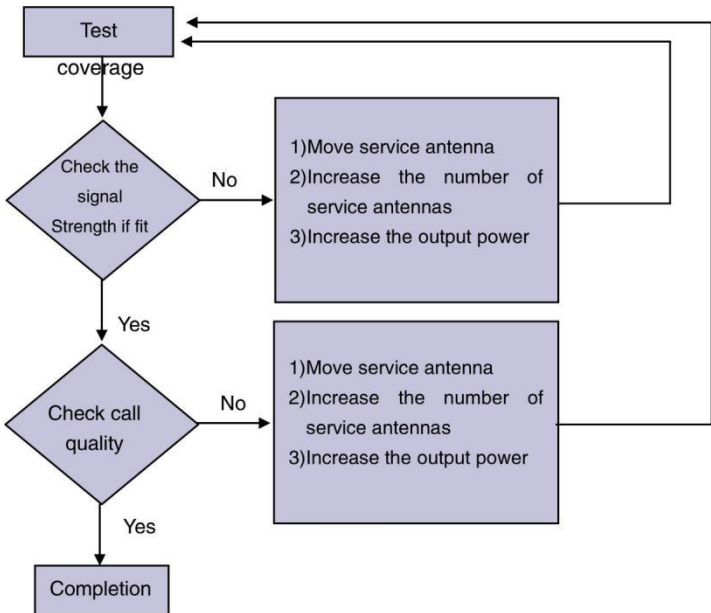 Test
coverage
Check the
signal
Strength if fit
No
1)Move service antenna
2)Increase the number of
service antennas
3)Increase the output power
Yes
Check call
quality
No
1)Move service antenna
2)Increase the number of
service antennas
3)Increase the output power
Yes
Completion